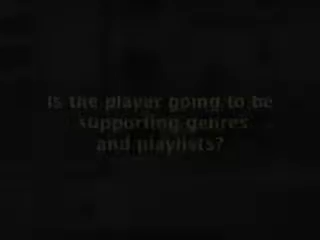 Is the player going to be
supporting genres
and playlists?